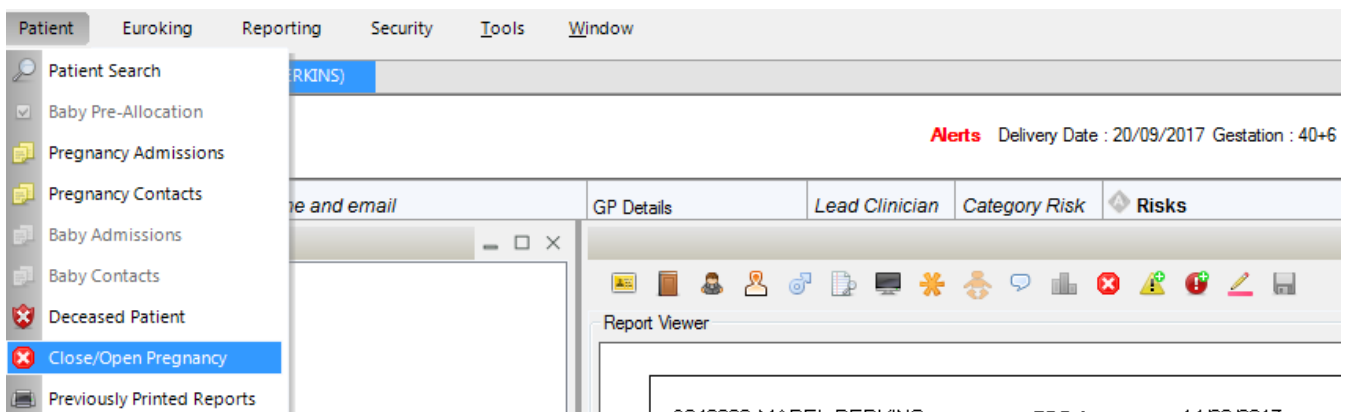 Patient Euroking Reporting Security Tools Window
Patient Search
RKINS)
Baby Pre-Allocation
Alerts Delivery Date : 20/09/2017 Gestation : 40+6
Pregnancy Admissions
Pregnancy Contacts
e and email GP Details Lead Clinician Category Risk Risks
Baby Admissions
Baby Contacts
Deceased Patient
Report Viewer
Close/Open Pregnancy
Previously Printed Reports